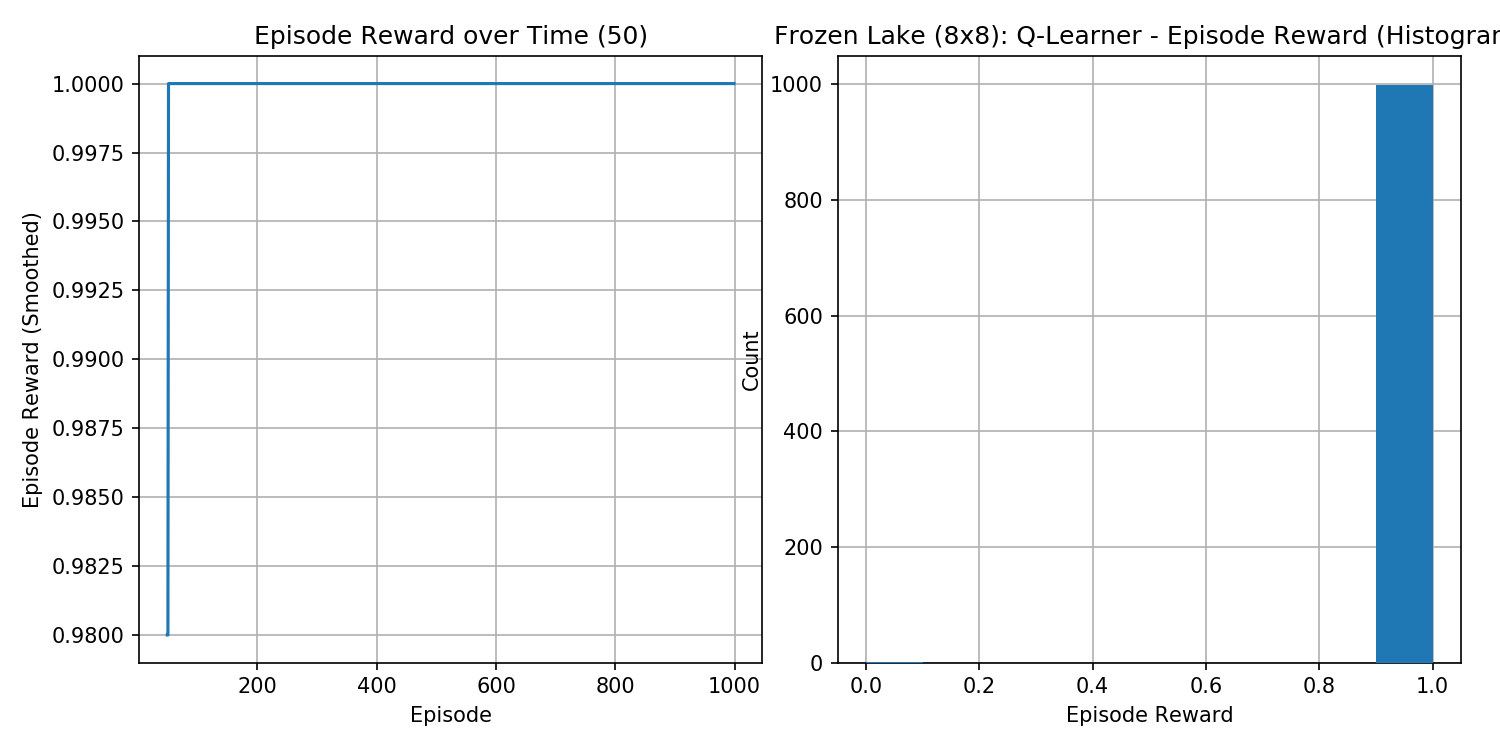 Episode Reward over Time (50)
Episode Reward (Smoothed)
1.0000
0.9975
0.9950
0.9925
0.9900
0.9875
0.9850
0.9825
0.9800
200 400 600 800 1000
Episode
Frozen Lake (8x8): Q-Learner - Episode Reward (Histogra
Count
1000
800
600
400
200
0
0.0 0.2 0.4 0.6 0.8 1.0
Episode Reward